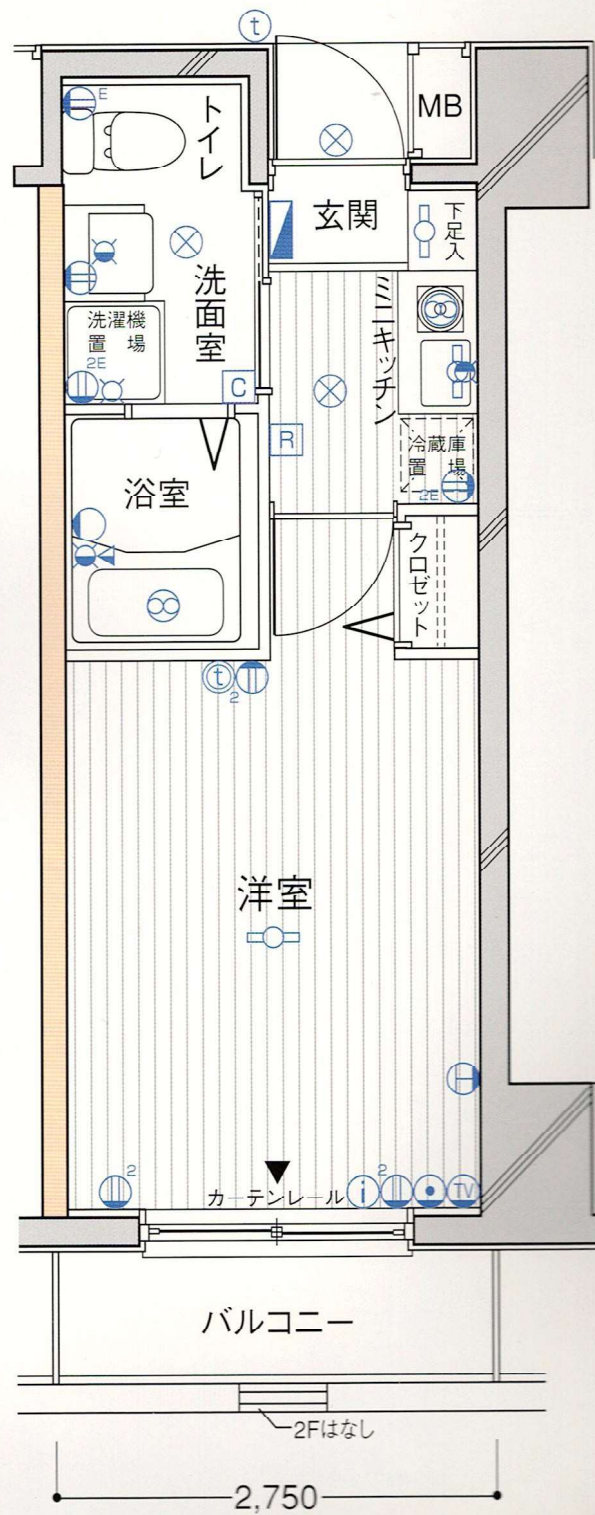 t
MB
E
トイレ
玄関
下足入
洗面室
洗濯機
置場
2E
C
ミニキッチン
R
冷蔵庫
置場
2E
浴室
クロゼット
t
2
洋室
2
カーテンレール
i
2
TV
バルコニー
2Fはなし
2,750